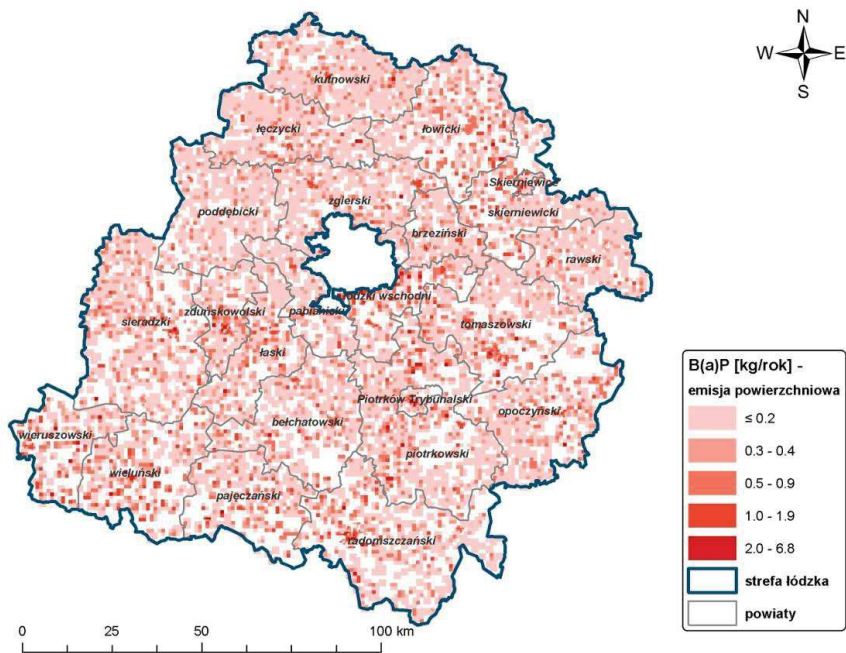 N
W E
S
kutnowski
łęczycki
łowicki
Skierniewice
zgierski
poddębicki
skierniewicki
brzeziński
rawski
łódzki wschodni
zduńskowolski
pabianicki
sieradzki
tomaszowski
łaski
Piotrków Trybunalski
opoczyński
bełchatowski
wieruszowski
piotrkowski
wieluński
pajęczański
radomszczański
B(a)P [kg/rok] -
emisja powierzchniowa
≤ 0.2
0.3 - 0.4
0.5 - 0.9
1.0 - 1.9
2.0 - 6.8
strefa łódzka
powiaty
0 25 50 100 km